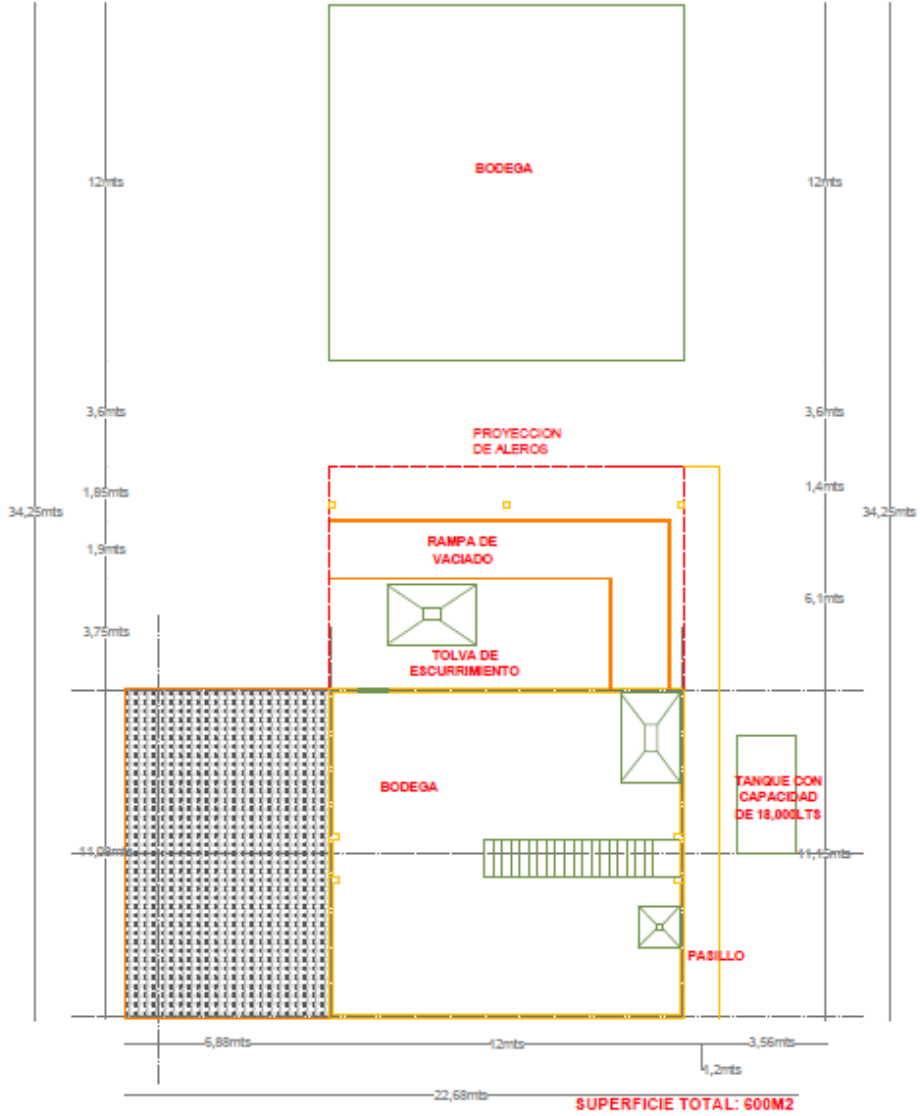 BODEGA
12mts
12mts
3,6mts
3,6mts
PROYECCION
DE ALEROS
1,85mts
1,4mts
34,25mts
34,25mts
RAMPA DE
VACIADO
1,9mts
6,1mts
3,75mts
TOLVA DE
ESCURRIMIENTO
BODEGA
TANQUE CON
CAPACIDAD
DE 18,000LTS
11,15mts
PASILLO
6,88mts
12mts
3,56mts
1,2mts
22,68mts
SUPERFICIE TOTAL: 600M2